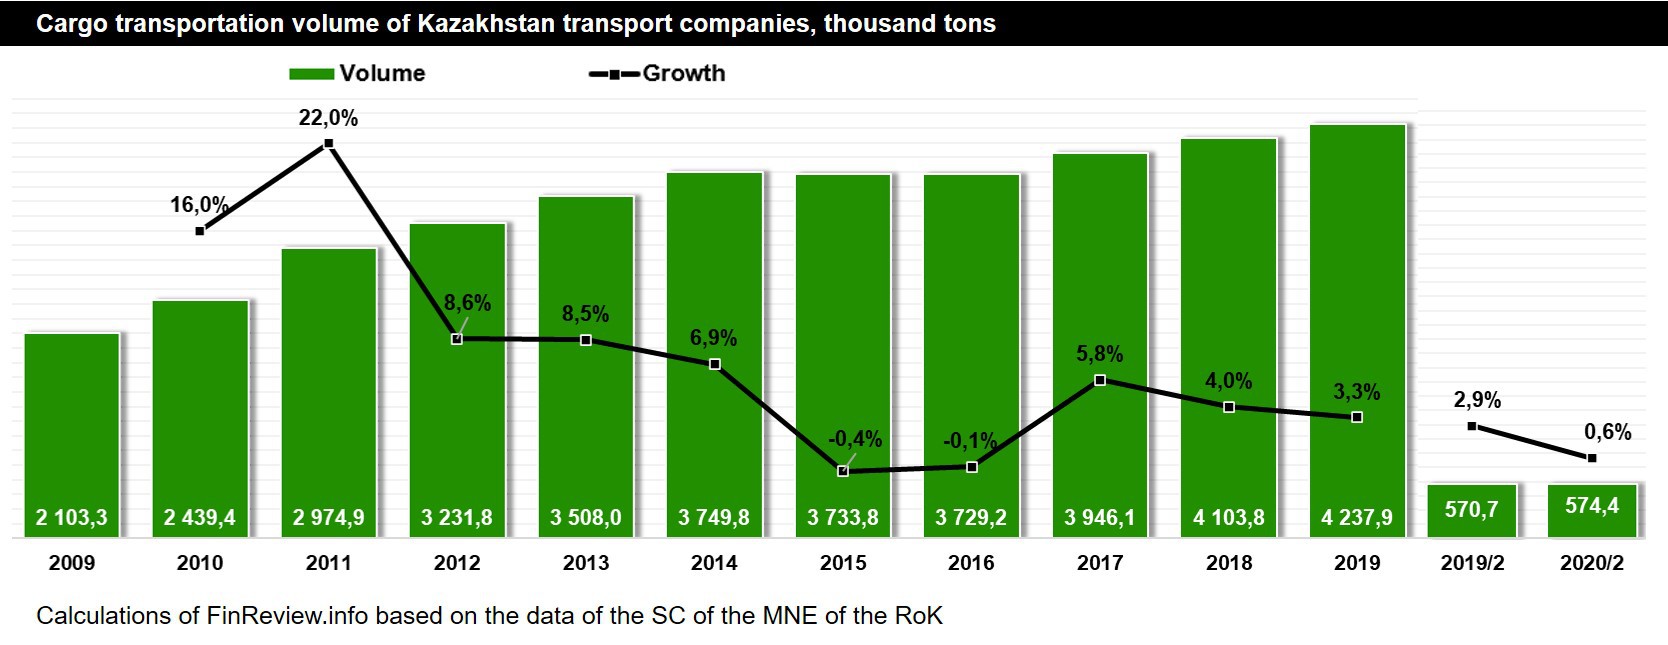 Cargo transportation volume of Kazakhstan transport companies, thousand tons
Volume Growth
22,0%
16,0%
8,6%
8,5%
6,9%
-0,4%
-0,1%
5,8%
4,0%
3,3%
2,9%
0,6%
2 103,3 2 439,4 2 974,9 3 231,8 3 508,0 3 749,8 3 733,8 3 729,2 3 946,1 4 103,8 4 237,9 570,7 574,4
2009 2010 2011 2012 2013 2014 2015 2016 2017 2018 2019 2019/2 2020/2
Calculations of FinReview.info based on the data of the SC of the MNE of the RoK